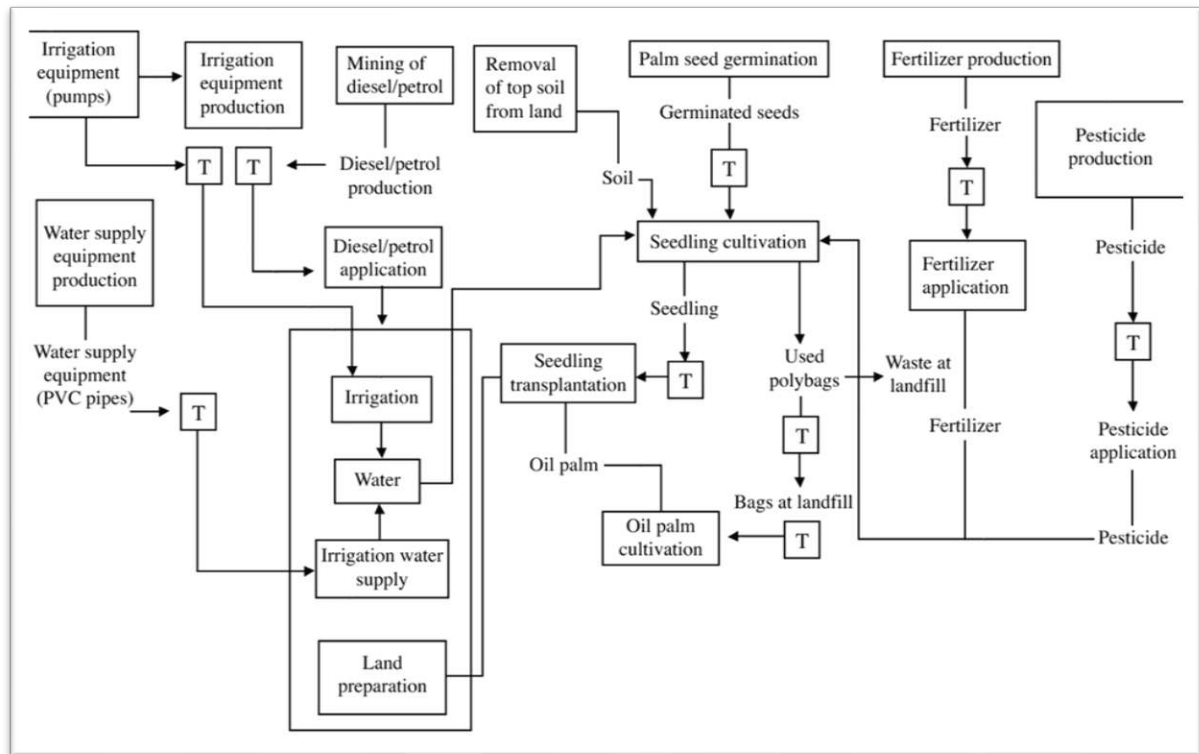 Irrigation
equipment
(pumps)
Irrigation
equipment
production
Mining of
diesel/petrol
Removal
of top soil
from land
Palm seed germination
Fertilizer production
Germinated seeds
Fertilizer
Pesticide
production
T
T
Diesel/petrol
production
Soil
T
T
Water supply
equipment
production
Diesel/petrol
application
Seedling cultivation
Fertilizer
application
Pesticide
Seedling
T
Water supply
equipment
(PVC pipes)
T
Irrigation
Seedling
transplantation
T
Used
polybags
Waste at
landfill
T
Fertilizer
Pesticide
application
Water
Oil palm
Bags at landfill
Oil palm
cultivation
T
Pesticide
Irrigation water
supply
Land
preparation